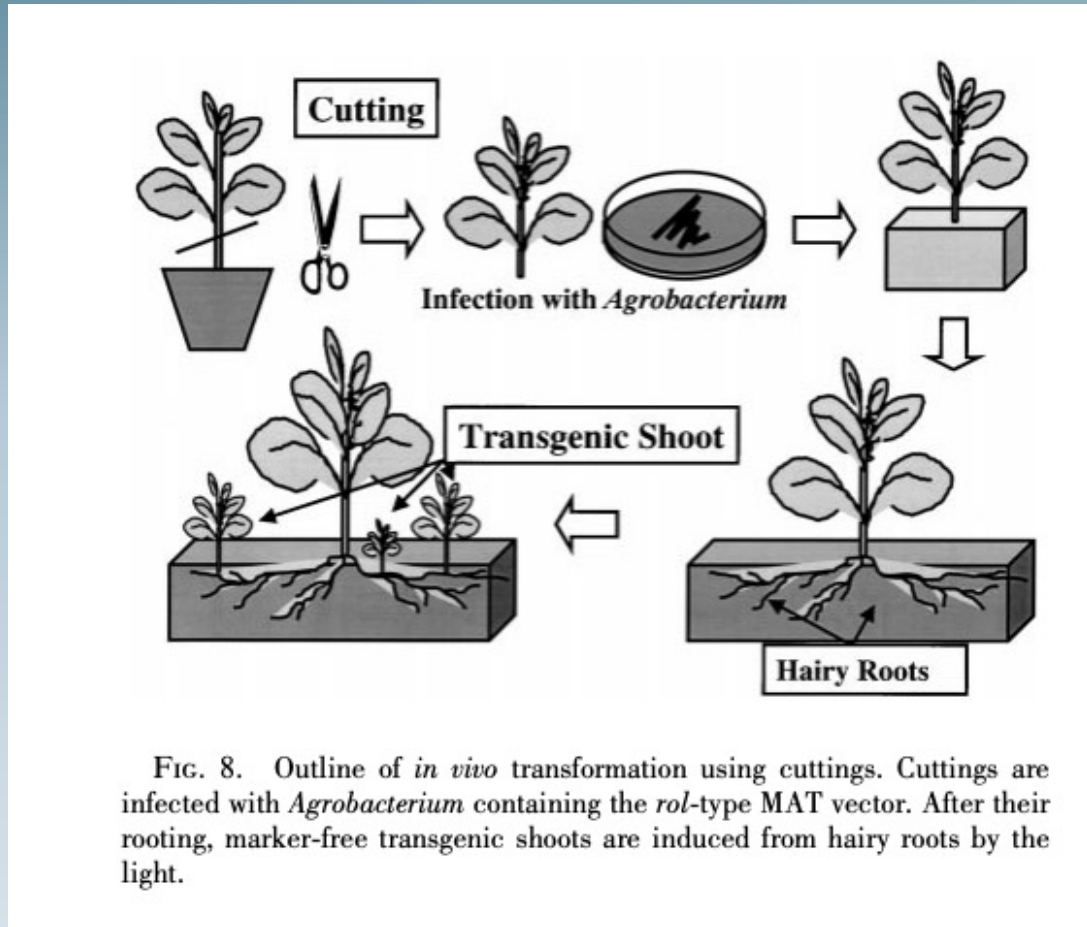 Cutting
Infection with Agrobacterium
Transgenic Shoot
Hairy Roots
FIG. 8. Outline of in vivo transformation using cuttings. Cuttings are
infected with Agrobacterium containing the rol-type MAT vector. After their
rooting, marker-free transgenic shoots are induced from hairy roots by the
light.